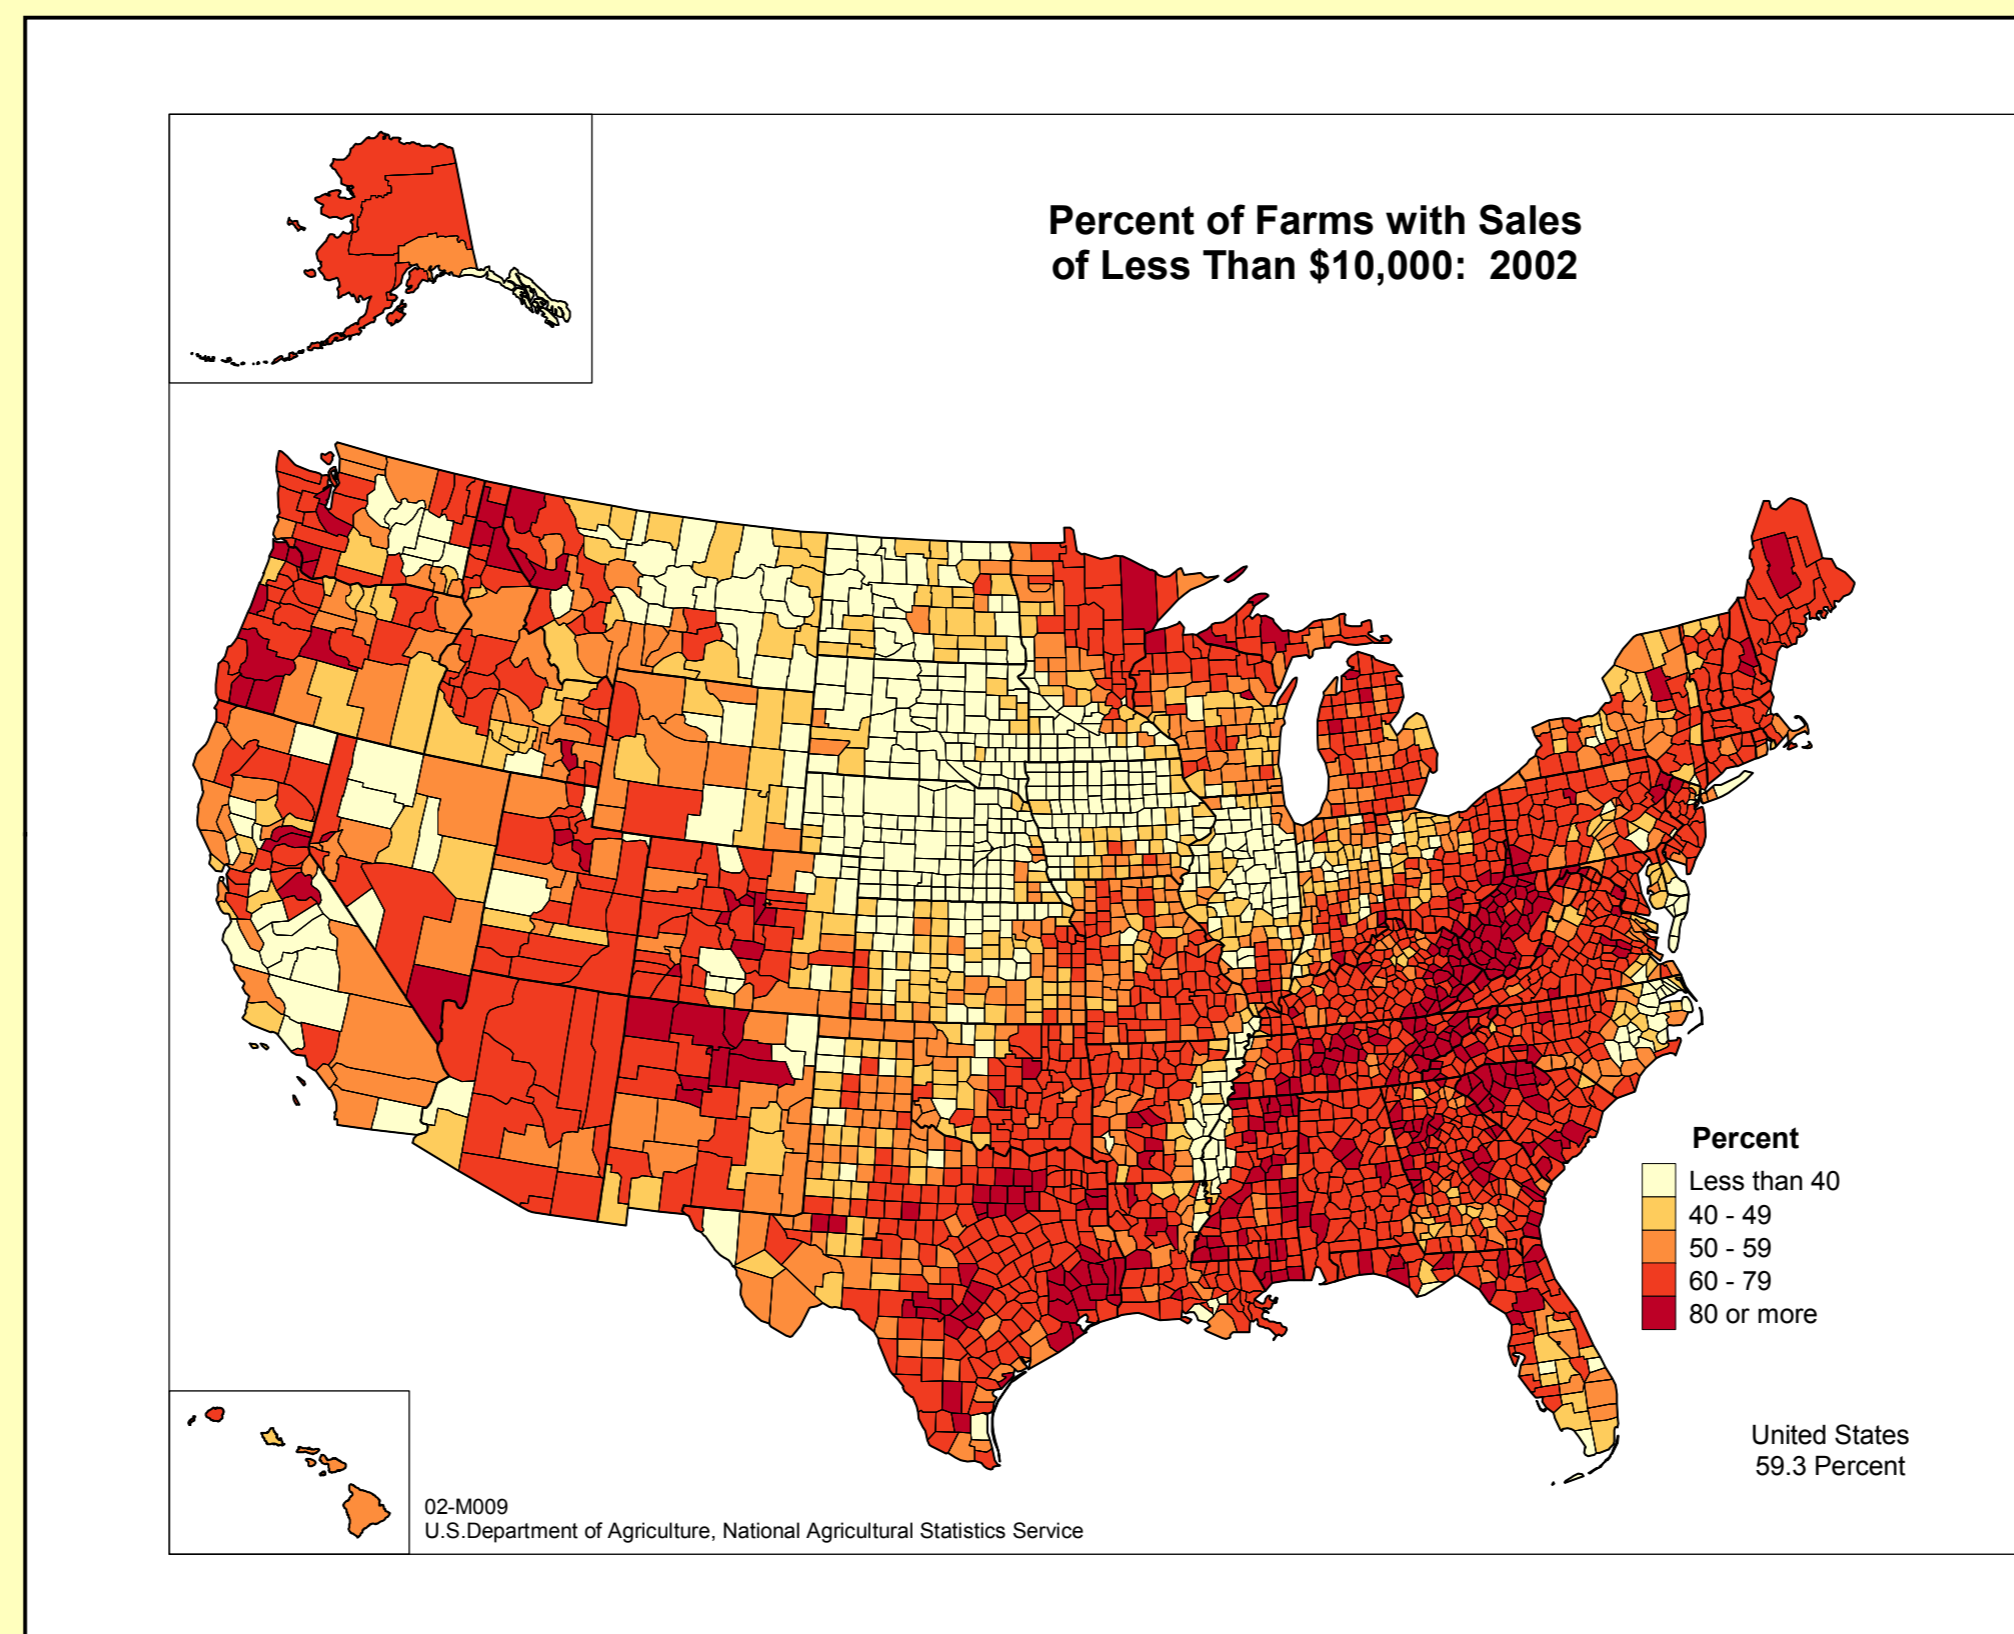 Percent of Farms with Sales
of Less Than $10,000: 2002
Percent
Less than 40
40 - 49
50 - 59
60 - 79
80 or more
United States
59.3 Percent
02-M009
U.S.Department of Agriculture, National Agricultural Statistics Service